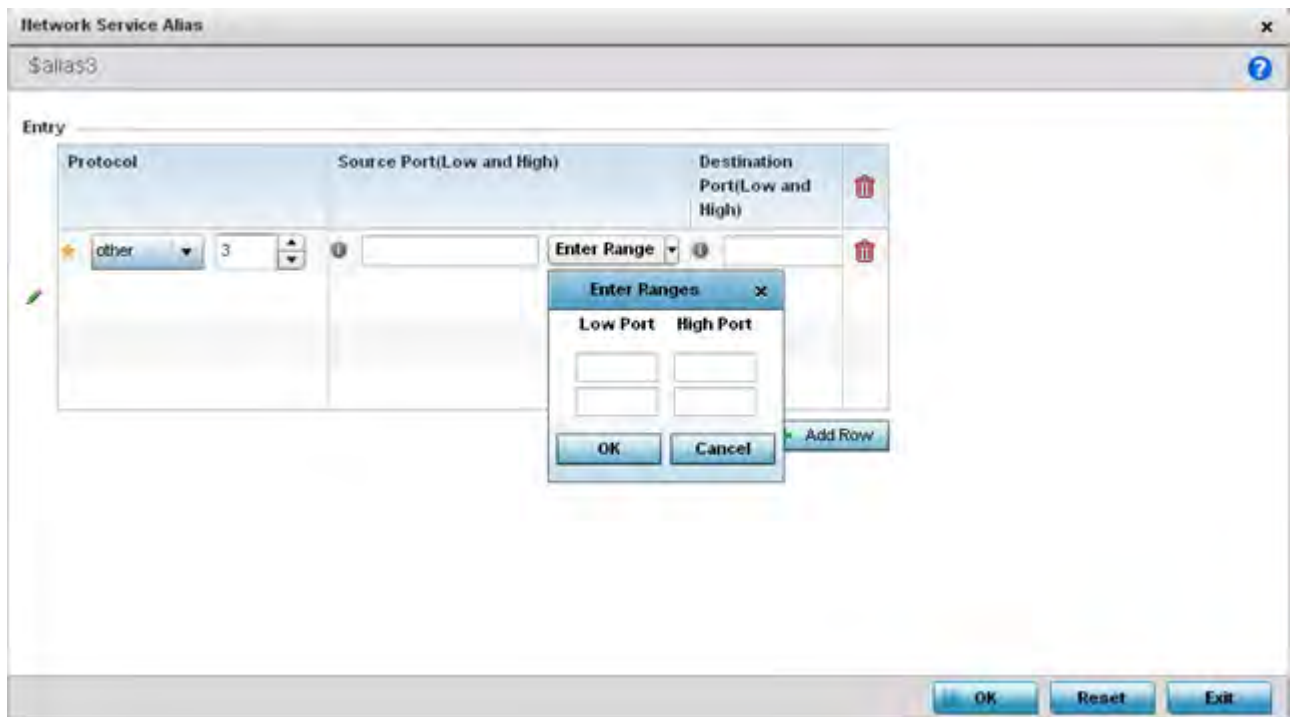 Network Service Alias
$alias3
?
Entry
Protocol
Source Port(Low and High)
Destination
Port(Low and
High)
other
3
Enter Range
Enter Ranges
Low Port High Port
OK Cancel
Add Row
OK Reset Exit